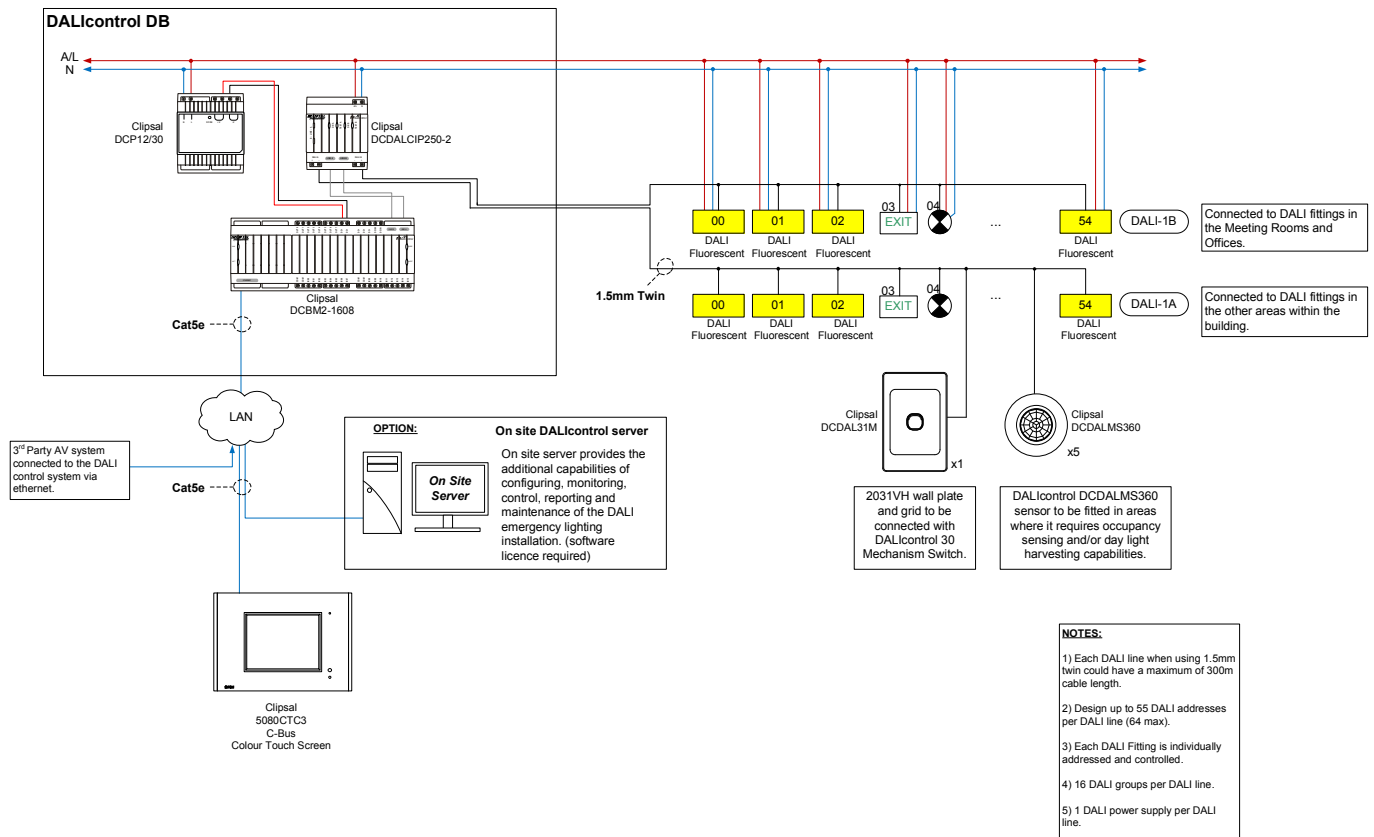 DALIcontrol DB
A/L
N
Clipsal
DCP12/30
Clipsal
DCDALCIP250-2
Clipsal
DCBM2-1608
Cat5e
1.5mm Twin
00
DALI
Fluorescent
01
DALI
Fluorescent
02
DALI
Fluorescent
03
EXIT
04
...
54
DALI
Fluorescent
DALI-1B
Connected to DALI fittings in
the Meeting Rooms and
Offices.
00
DALI
Fluorescent
01
DALI
Fluorescent
02
DALI
Fluorescent
03
EXIT
04
...
54
DALI
Fluorescent
DALI-1A
Connected to DALI fittings in
the other areas within the
building.
LAN
3rd Party AV system
connected to the DALI
control system via
ethernet.
Cat5e
OPTION:
On site DALIcontrol server
On Site
Server
On site server provides the
additional capabilities of
configuring, monitoring,
control, reporting and
maintenance of the DALI
emergency lighting
installation. (software
licence required)
Clipsal
DCDAL31M
x1
2031VH wall plate
and grid to be
connected with
DALIcontrol 30
Mechanism Switch.
Clipsal
DCDALMS360
x5
DALIcontrol DCDALMS360
sensor to be fitted in areas
where it requires occupancy
sensing and/or day light
harvesting capabilities.
Clipsal
5080CTC3
C-Bus
Colour Touch Screen
NOTES:
1) Each DALI line when using 1.5mm
twin could have a maximum of 300m
cable length.
2) Design up to 55 DALI addresses
per DALI line (64 max).
3) Each DALI Fitting is individually
addressed and controlled.
4) 16 DALI groups per DALI line.
5) 1 DALI power supply per DALI
line.